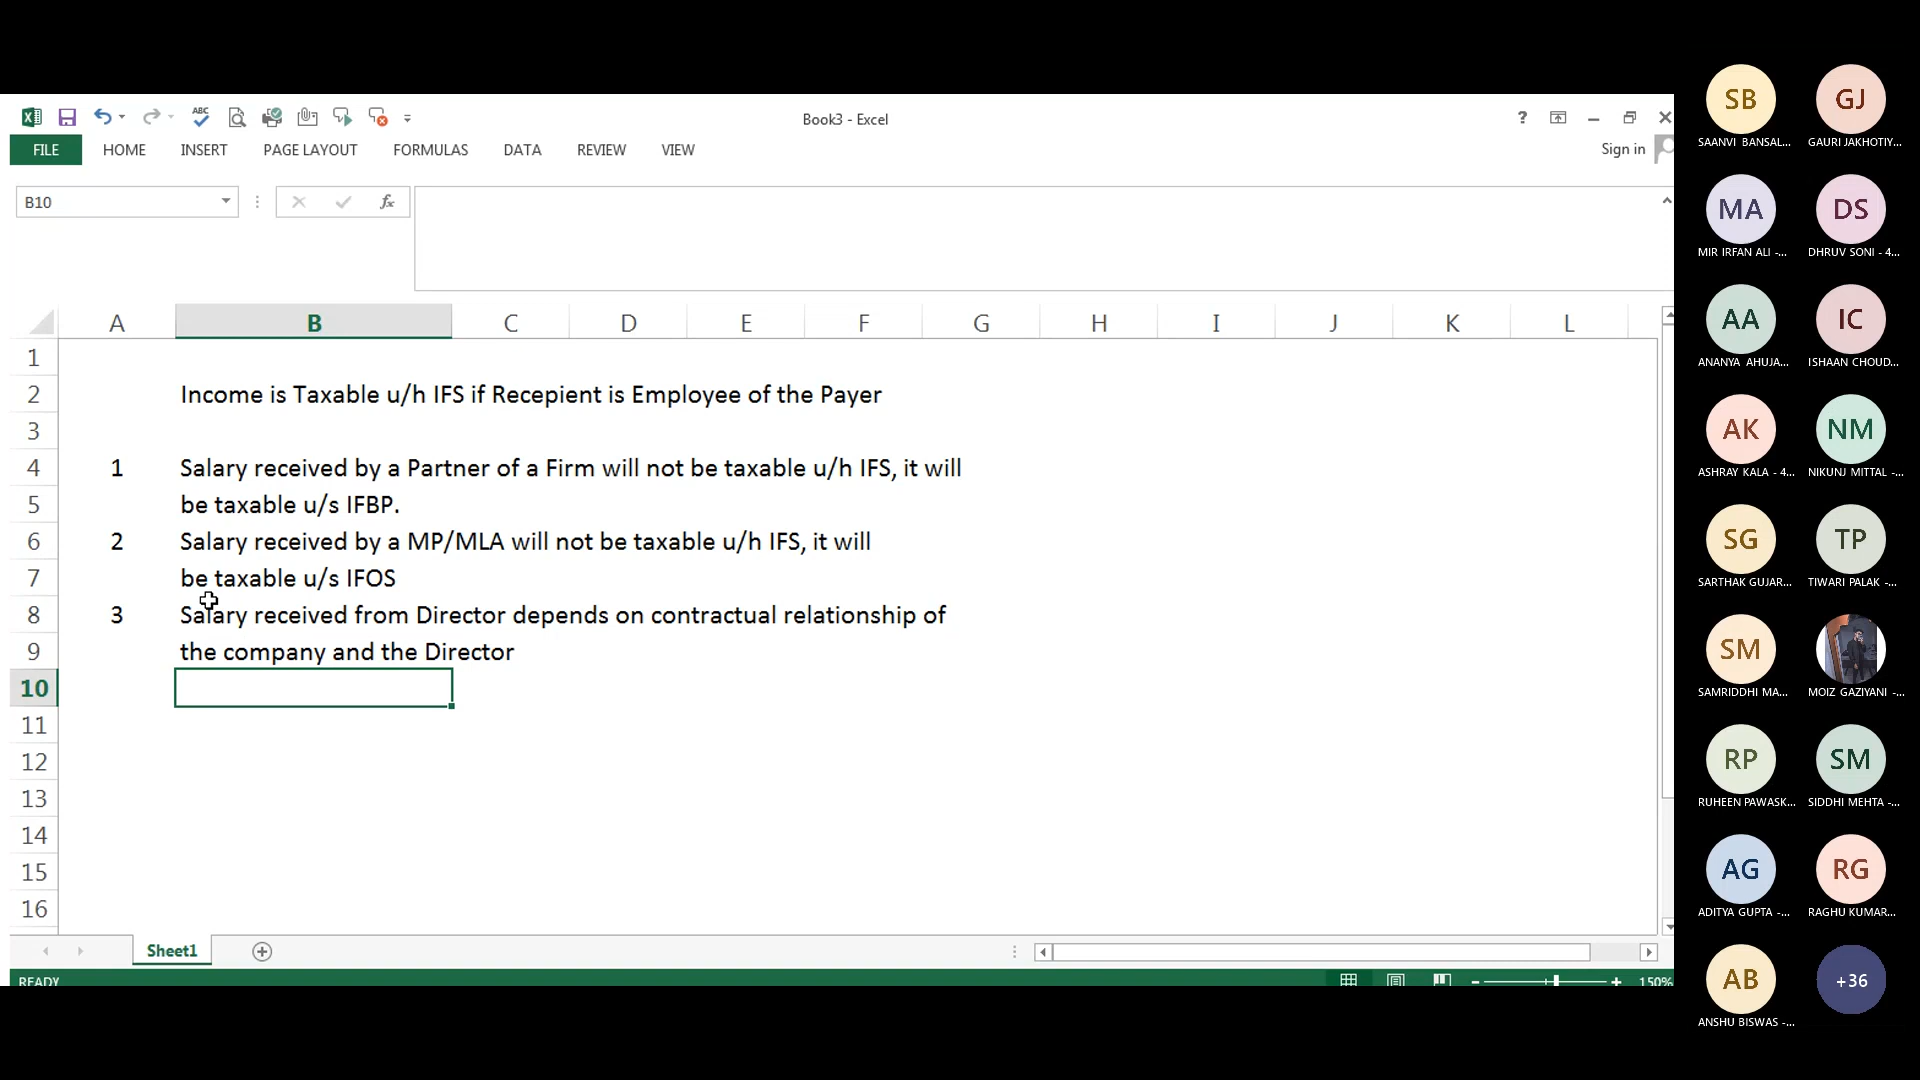 Book3 - Excel
FILE HOME INSERT PAGE LAYOUT FORMULAS DATA REVIEW VIEW
Sign in
B10
A B C D E F G H I J K L
1
2 Income is Taxable u/h IFS if Recepient is Employee of the Payer
3
4 1 Salary received by a Partner of a Firm will not be taxable u/h IFS, it will
5 be taxable u/s IFBP.
6 2 Salary received by a MP/MLA will not be taxable u/h IFS, it will
7 be taxable u/s IFOS
8 3 Salary received from Director depends on contractual relationship of
9 the company and the Director
10
11
12
13
14
15
16
Sheet1
READY 150%
SB GJ
SAANVI BANSAL... GAURI JAKHOTIY...
MA DS
MIR IRFAN ALI -... DHRUV SONI - 4...
AA IC
ANANYA AHUJA... ISHAAN CHOUD...
AK NM
ASHRAY KALA - 4... NIKUNJ MITTAL -...
SG TP
SARTHAK GUJAR... TIWARI PALAK -...
SM
SAMRIDDHI MA... MOIZ GAZIYANI -...
RP SM
RUHEEN PAWASK... SIDDHI MEHTA -...
AG RG
ADITYA GUPTA -... RAGHU KUMAR...
AB +36
ANSHU BISWAS -...